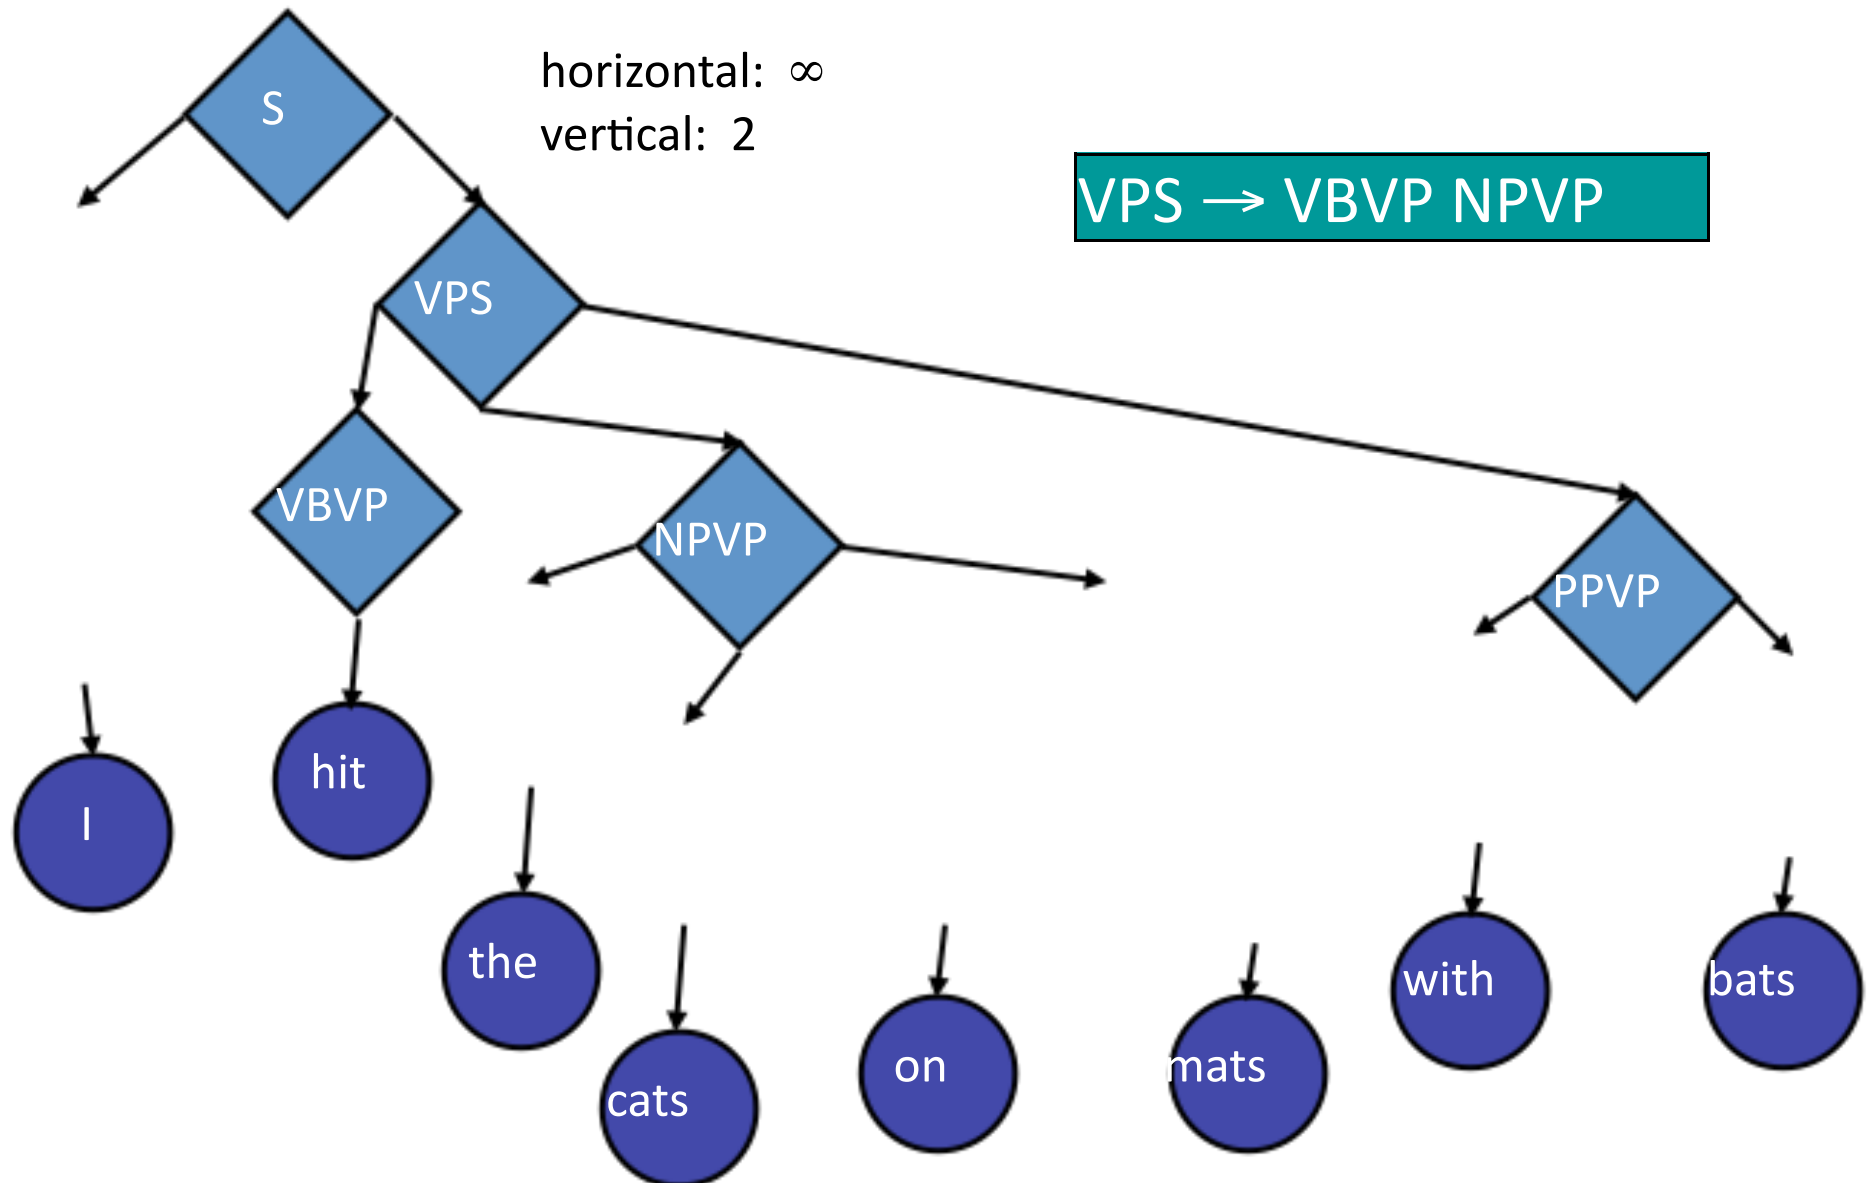 S
horizontal: ∞
vertical: 2
VPS → VBVP NPVP
VPS
VBVP
NPVP
PPVP
I
hit
the
cats
on
mats
with
bats